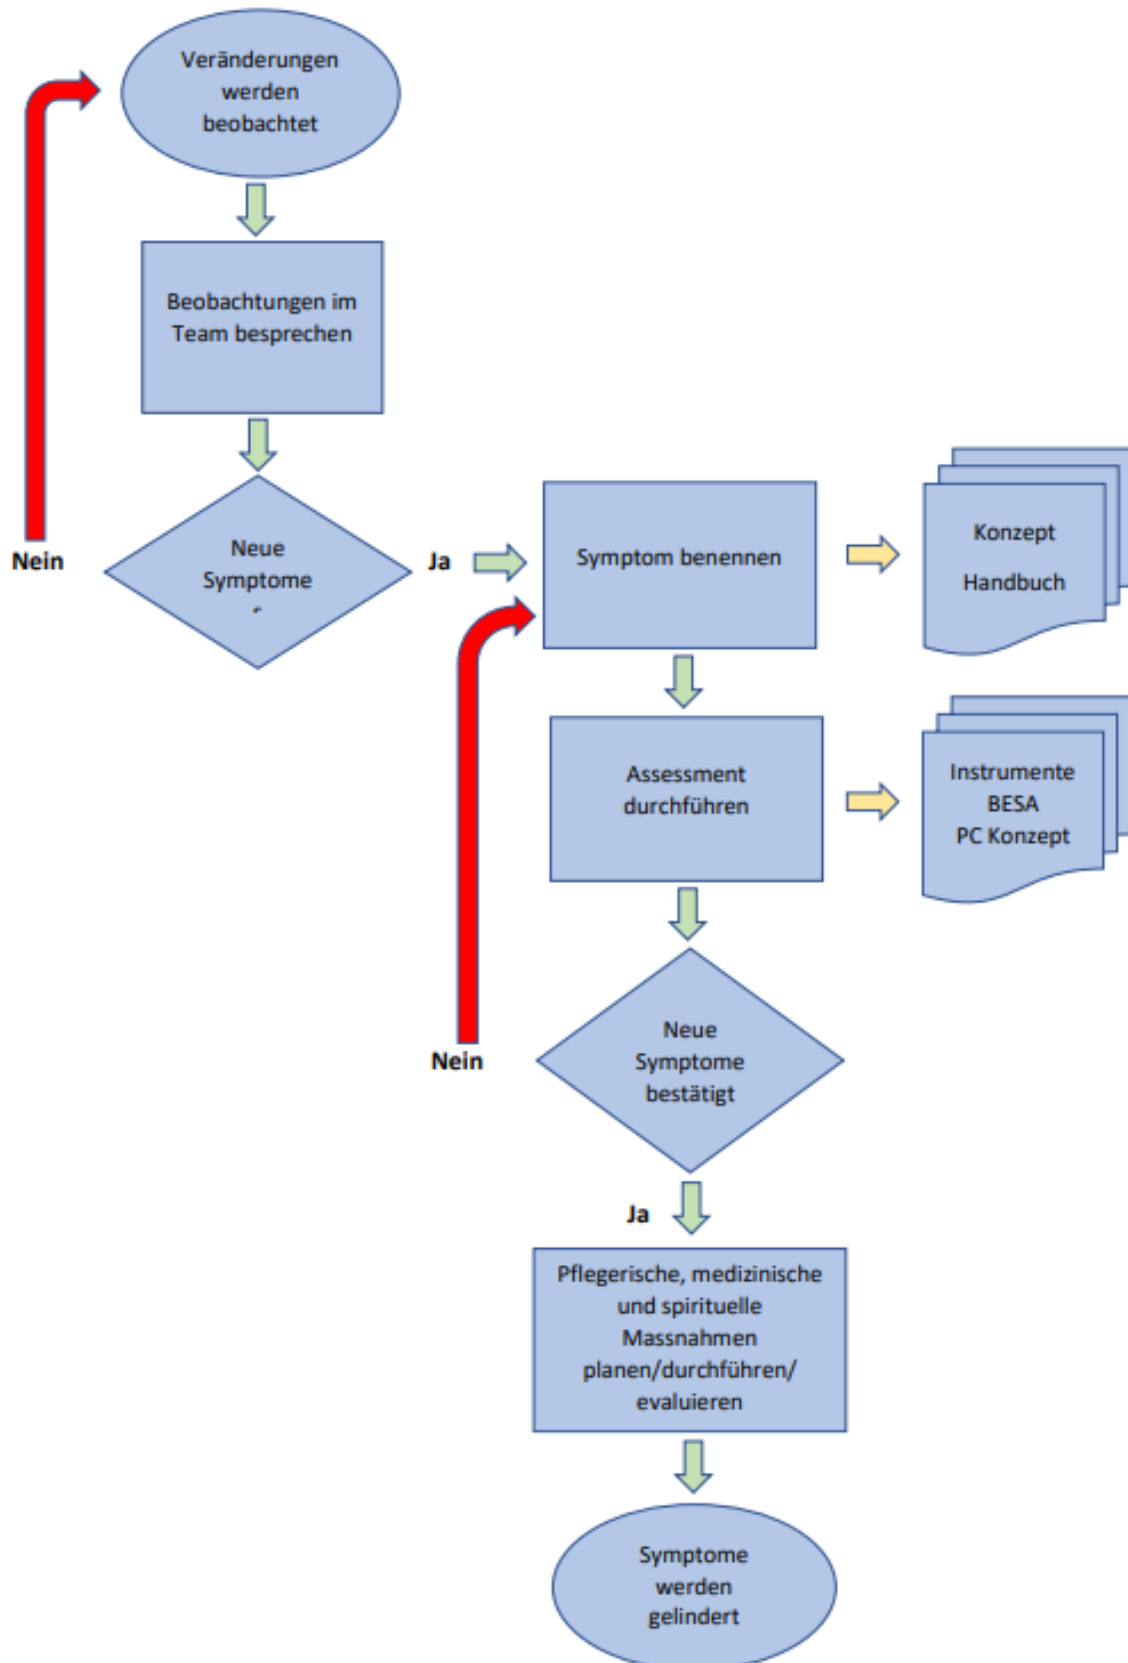 Veränderungen
werden
beobachtet
Beobachtungen im
Team besprechen
Neue
Symptome
Nein
Ja
Symptom benennen
Konzept
Handbuch
Assessment
durchführen
Instrumente
BESA
PC Konzept
Neue
Symptome
bestätigt
Nein
Ja
Pflegerische, medizinische
und spirituelle
Massnahmen
planen/durchführen/
evaluieren
Symptome
werden
gelindert